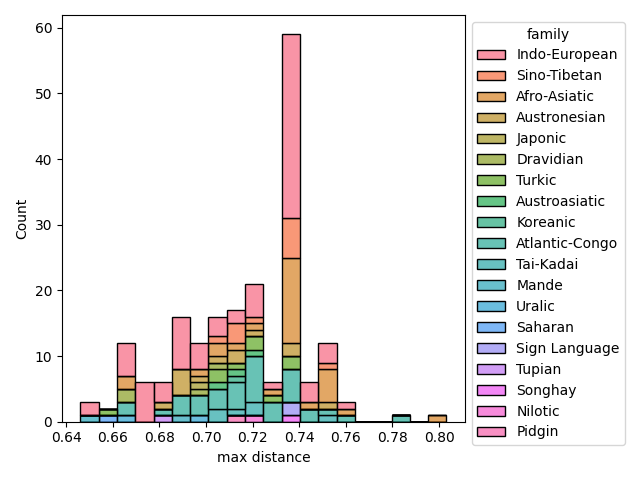 60
50
40
30
20
10
0
Count
0.64 0.66 0.68 0.70 0.72 0.74 0.76 0.78 0.80
max distance
family
Indo-European
Sino-Tibetan
Afro-Asiatic
Austronesian
Japonic
Dravidian
Turkic
Austroasiatic
Koreanic
Atlantic-Congo
Tai-Kadai
Mande
Uralic
Saharan
Sign Language
Tupian
Songhay
Nilotic
Pidgin